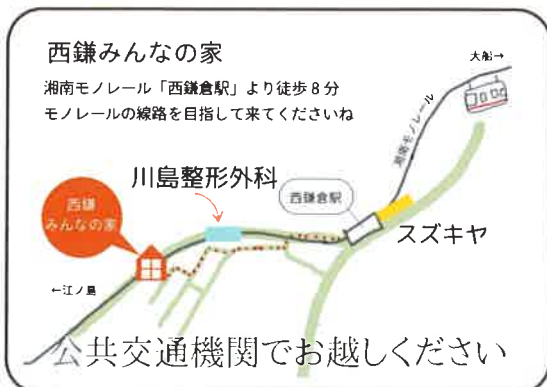 西鎌みんなの家
湘南モノレール「西鎌倉駅」より徒歩8分
モノレールの線路を目指して来てくださいね
大船→
湘南モノレール
川島整形外科
西鎌倉駅
スズキヤ
西鎌
みんなの家
←江ノ島
公共交通機関でお越しください